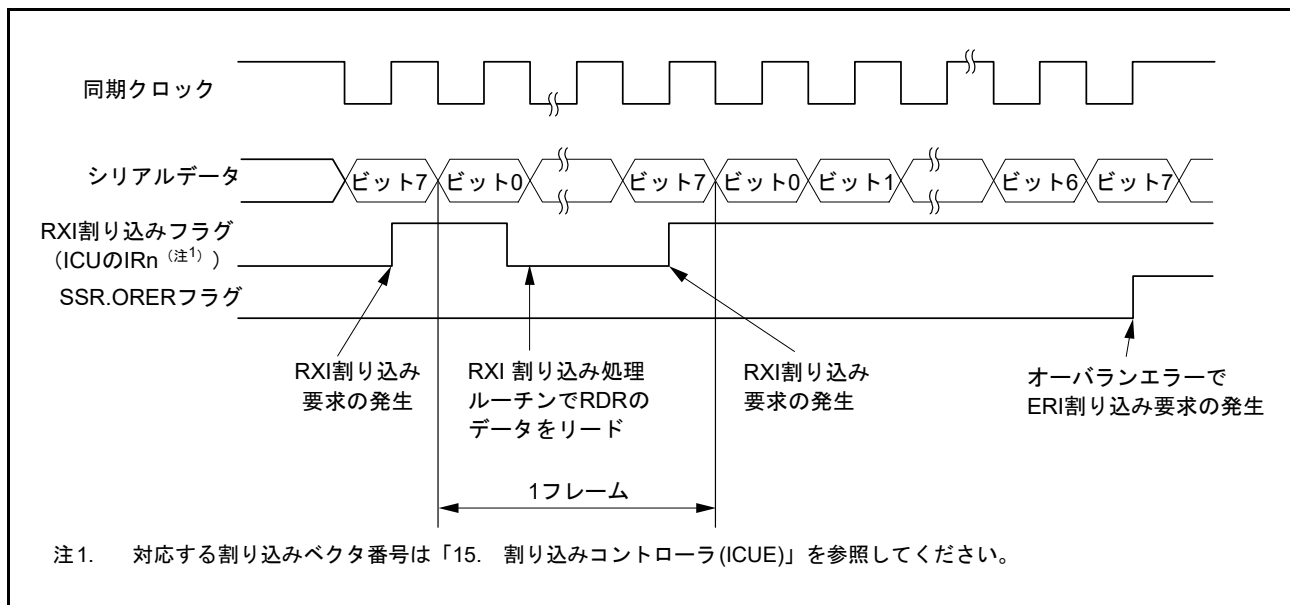 同期クロック
シリアルデータ
ビット7
ビット0
ビット7
ビット0
ビット1
ビット6
ビット7
RXI割り込みフラグ
(ICUのIRn (注1) )
SSR.ORERフラグ
RXI割り込み
要求の発生
RXI 割り込み処理
ルーチンでRDRの
データをリード
RXI割り込み
要求の発生
オーバランエラーで
ERI割り込み要求の発生
1フレーム
注1. 対応する割り込みベクタ番号は「15. 割り込みコントローラ(ICUE)」を参照してください。